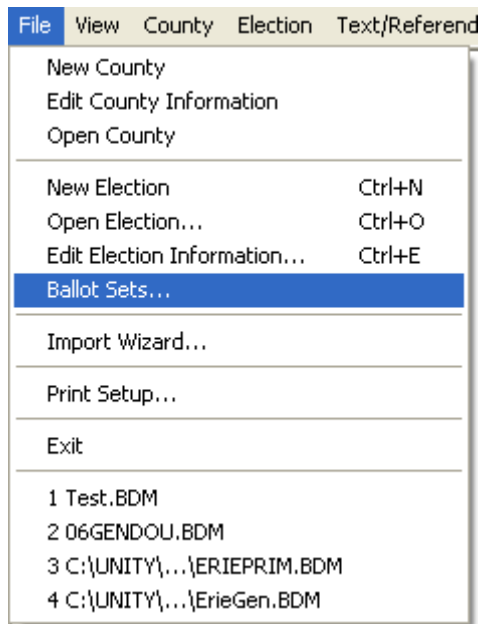 File View County Election Text/Referend
New County
Edit County Information
Open County
New Election Ctrl+N
Open Election... Ctrl+O
Edit Election Information... Ctrl+E
Ballot Sets...
Import Wizard...
Print Setup...
Exit
1 Test.BDM
2 06GENDOU.BDM
3 C:\UNITY\...\ERIEPRIM.BDM
4 C:\UNITY\...\ErieGen.BDM